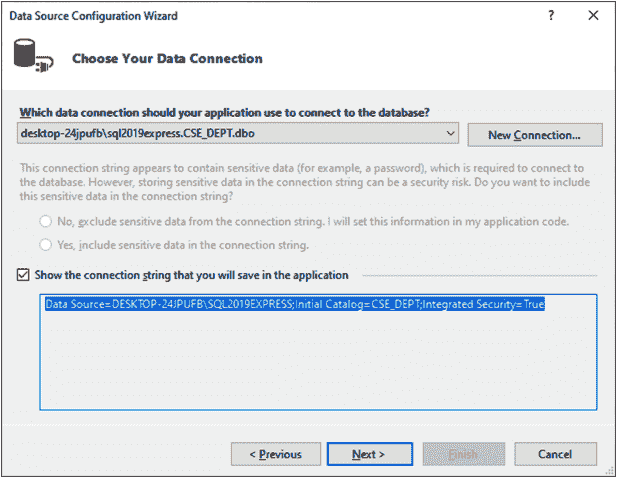 Data Source Configuration Wizard
?
Choose Your Data Connection
Which data connection should your application use to connect to the database?
desktop-24jpufb\sql2019express.CSE_DEPT.dbo
New Connection...
This connection string appears to contain sensitive data (for example, a password), which is required to connect to
the database. However, storing sensitive data in the connection string can be a security risk. Do you want to include
this sensitive data in the connection string?
No, exclude sensitive data from the connection string. I will set this information in my application code.
Yes, include sensitive data in the connection string.
Show the connection string that you will save in the application
Data Source=DESKTOP-24JPUFB\SQL2019EXPRESS;Initial Catalog=CSE_DEPT;Integrated Security=True
< Previous
Next >
Finish
Cancel